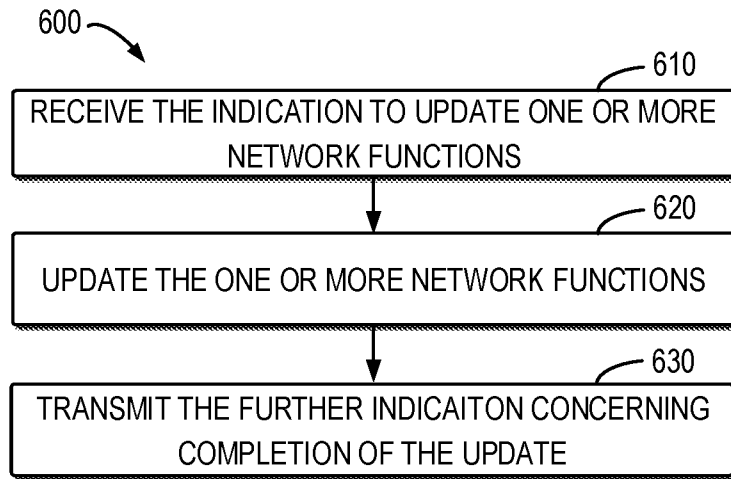 600
610
RECEIVE THE INDICATION TO UPDATE ONE OR MORE
NETWORK FUNCTIONS
620
UPDATE THE ONE OR MORE NETWORK FUNCTIONS
630
TRANSMIT THE FURTHER INDICAITON CONCERNING
COMPLETION OF THE UPDATE